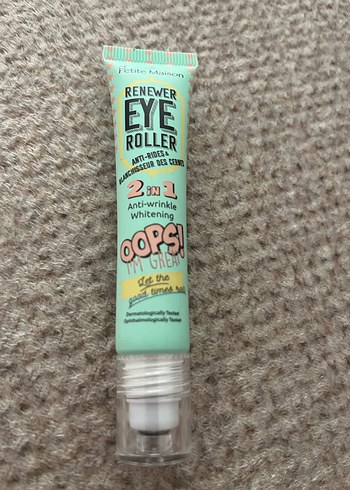 Petite Maison
RENEWER
EYE
ROLLER
ANTI-RIDES &
BLANCHISSEUR DES CERNES
2 IN 1
Anti-wrinkle
Whitening
OOPS!
I'M GREAT
Let the
good times roll
Dermatologically Tested
Ophthalmologically Tested